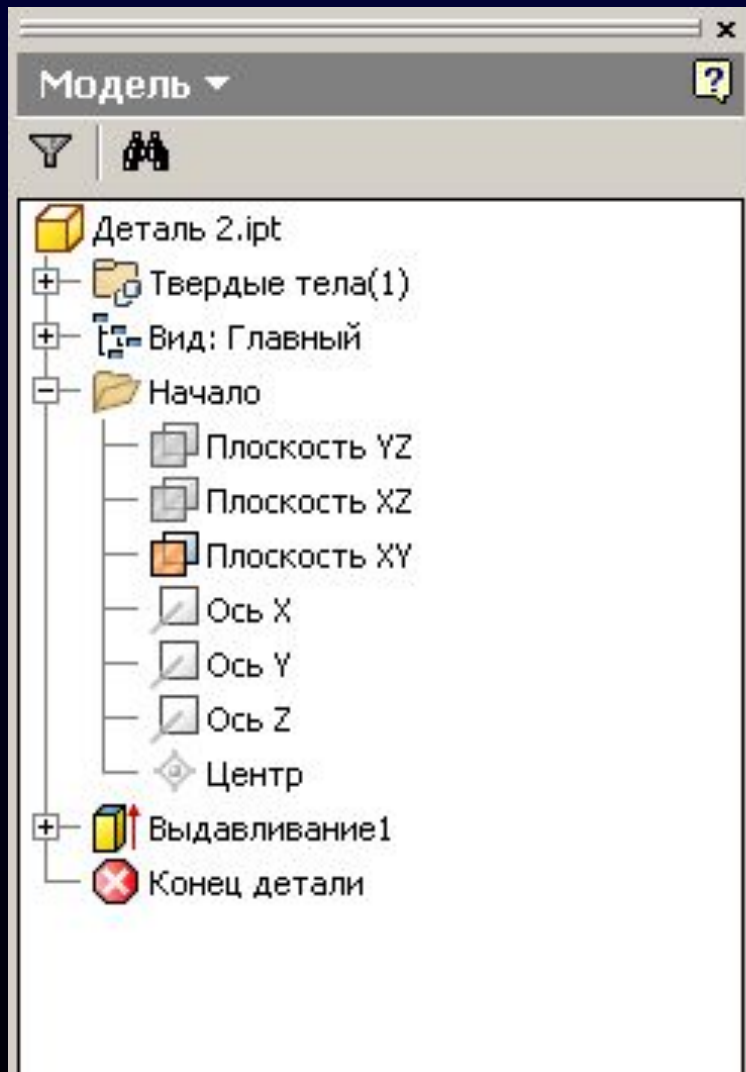 Модель
Деталь 2.ipt
Твердые тела(1)
Вид: Главный
Начало
Плоскость YZ
Плоскость XZ
Плоскость XY
Ось X
Ось Y
Ось Z
Центр
Выдавливание1
Конец детали